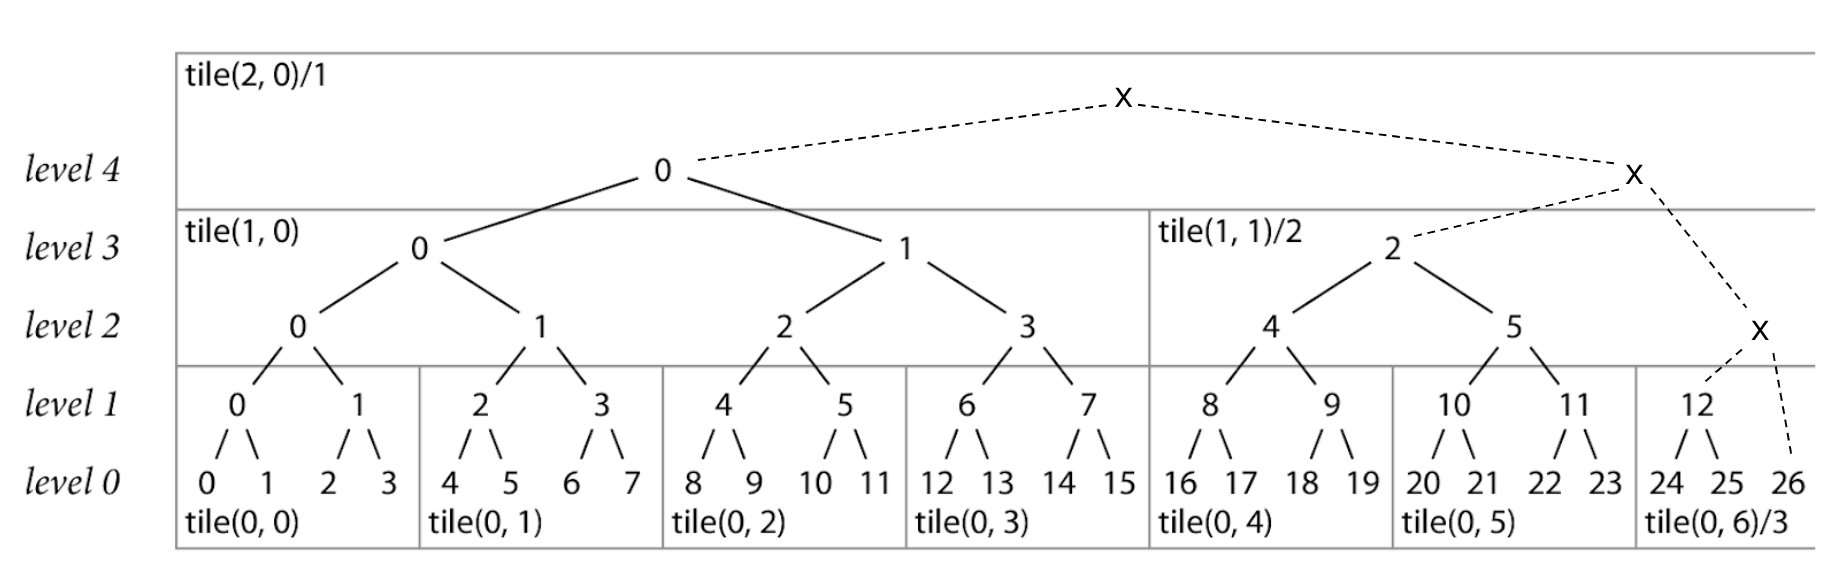 tile(2, 0)/1
x
level 4 0 x
tile(1, 0) tile(1, 1)/2
level 3 0 1 2
level 2 0 1 2 3 4 5 x
level 1 0 1 2 3 4 5 6 7 8 9 10 11 12
level 0 0 1 2 3 4 5 6 7 8 9 10 11 12 13 14 15 16 17 18 19 20 21 22 23 24 25 26
tile(0, 0) tile(0, 1) tile(0, 2) tile(0, 3) tile(0, 4) tile(0, 5) tile(0, 6)/3